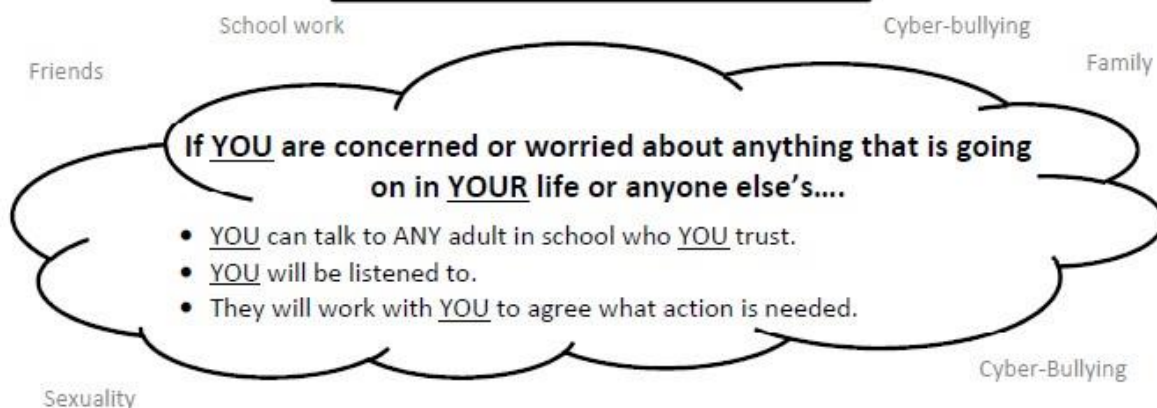 School work
Cyber-bullying
Friends
Family
If YOU are concerned or worried about anything that is going
on in YOUR life or anyone else's....
• YOU can talk to ANY adult in school who YOU trust.
• YOU will be listened to.
• They will work with YOU to agree what action is needed.
Cyber-Bullying
Sexuality